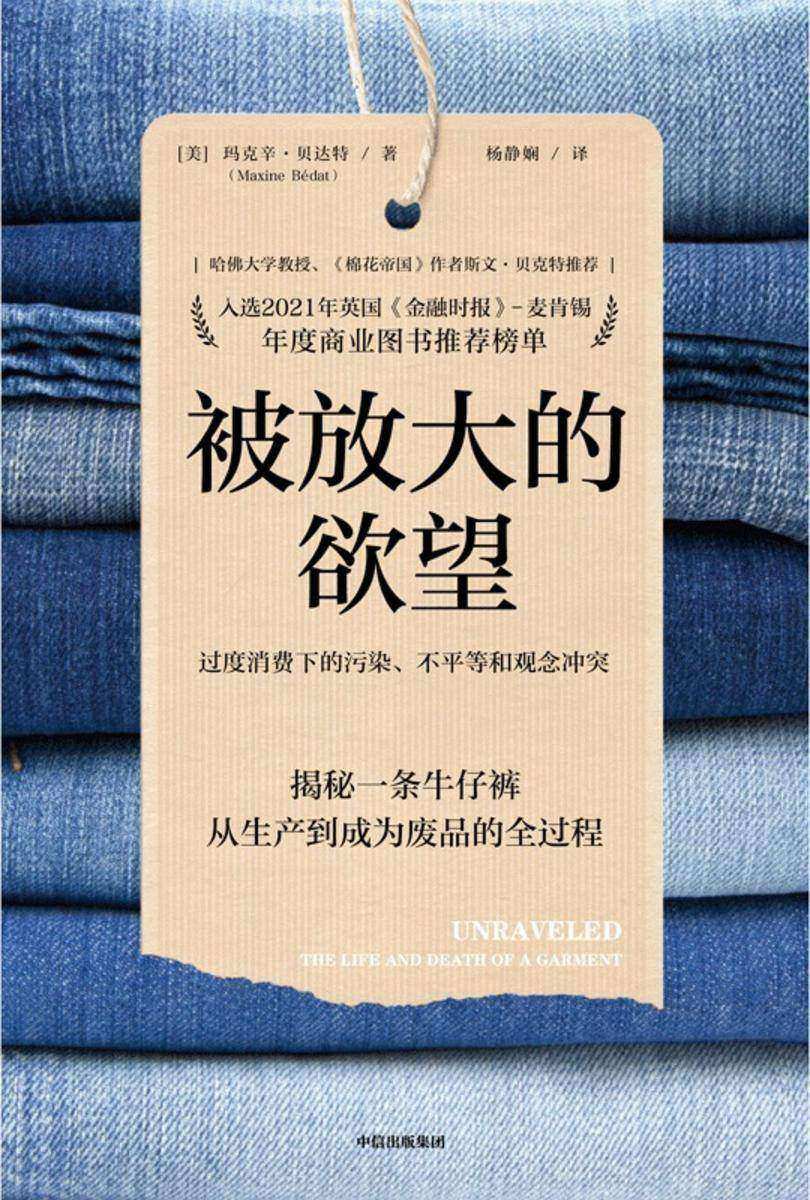 [美] 玛克辛·贝达特 / 著 杨静娴 / 译
(Maxine Bédat)
| 哈佛大学教授、《棉花帝国》作者斯文·贝克特推荐 |
入选2021年英国《金融时报》-麦肯锡
年度商业图书推荐榜单
被放大的
欲望
过度消费下的污染、不平等和观念冲突
揭秘一条牛仔裤
从生产到成为废品的全过程
UNRAVELED
THE LIFE AND DEATH OF A GARMENT
中信出版集团